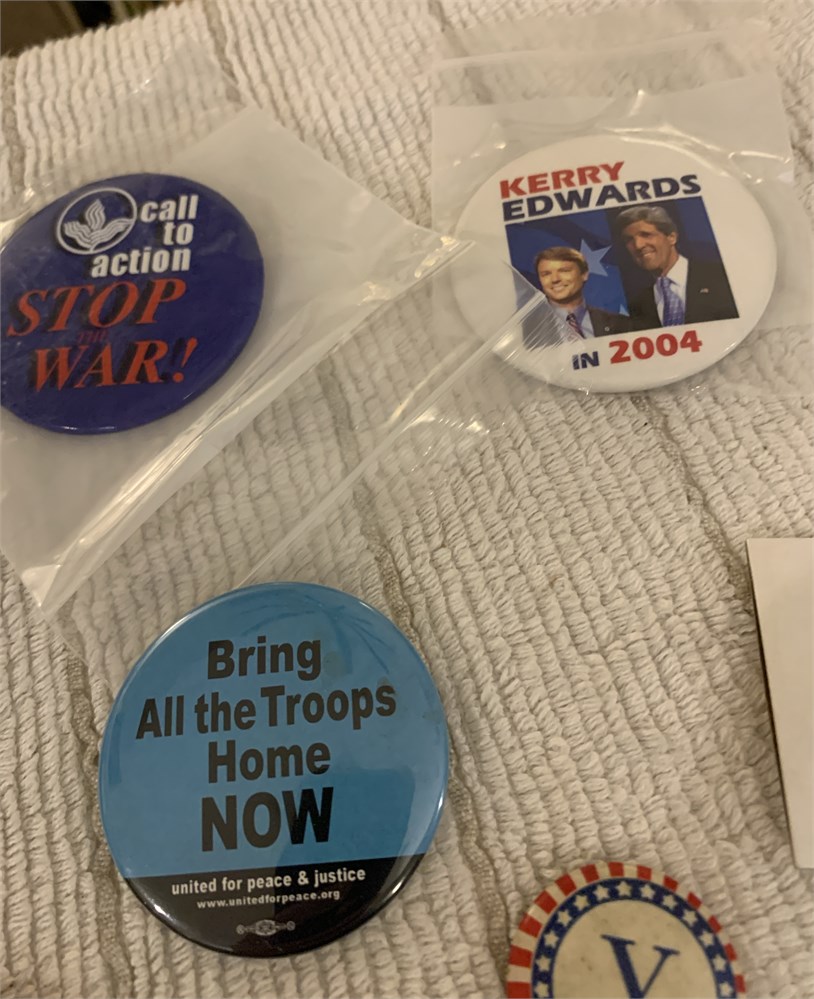 call
to
action
STOP
THE
WAR!
KERRY
EDWARDS
IN 2004
Bring
All the Troops
Home
NOW
united for peace & justice
www.unitedforpeace.org
V